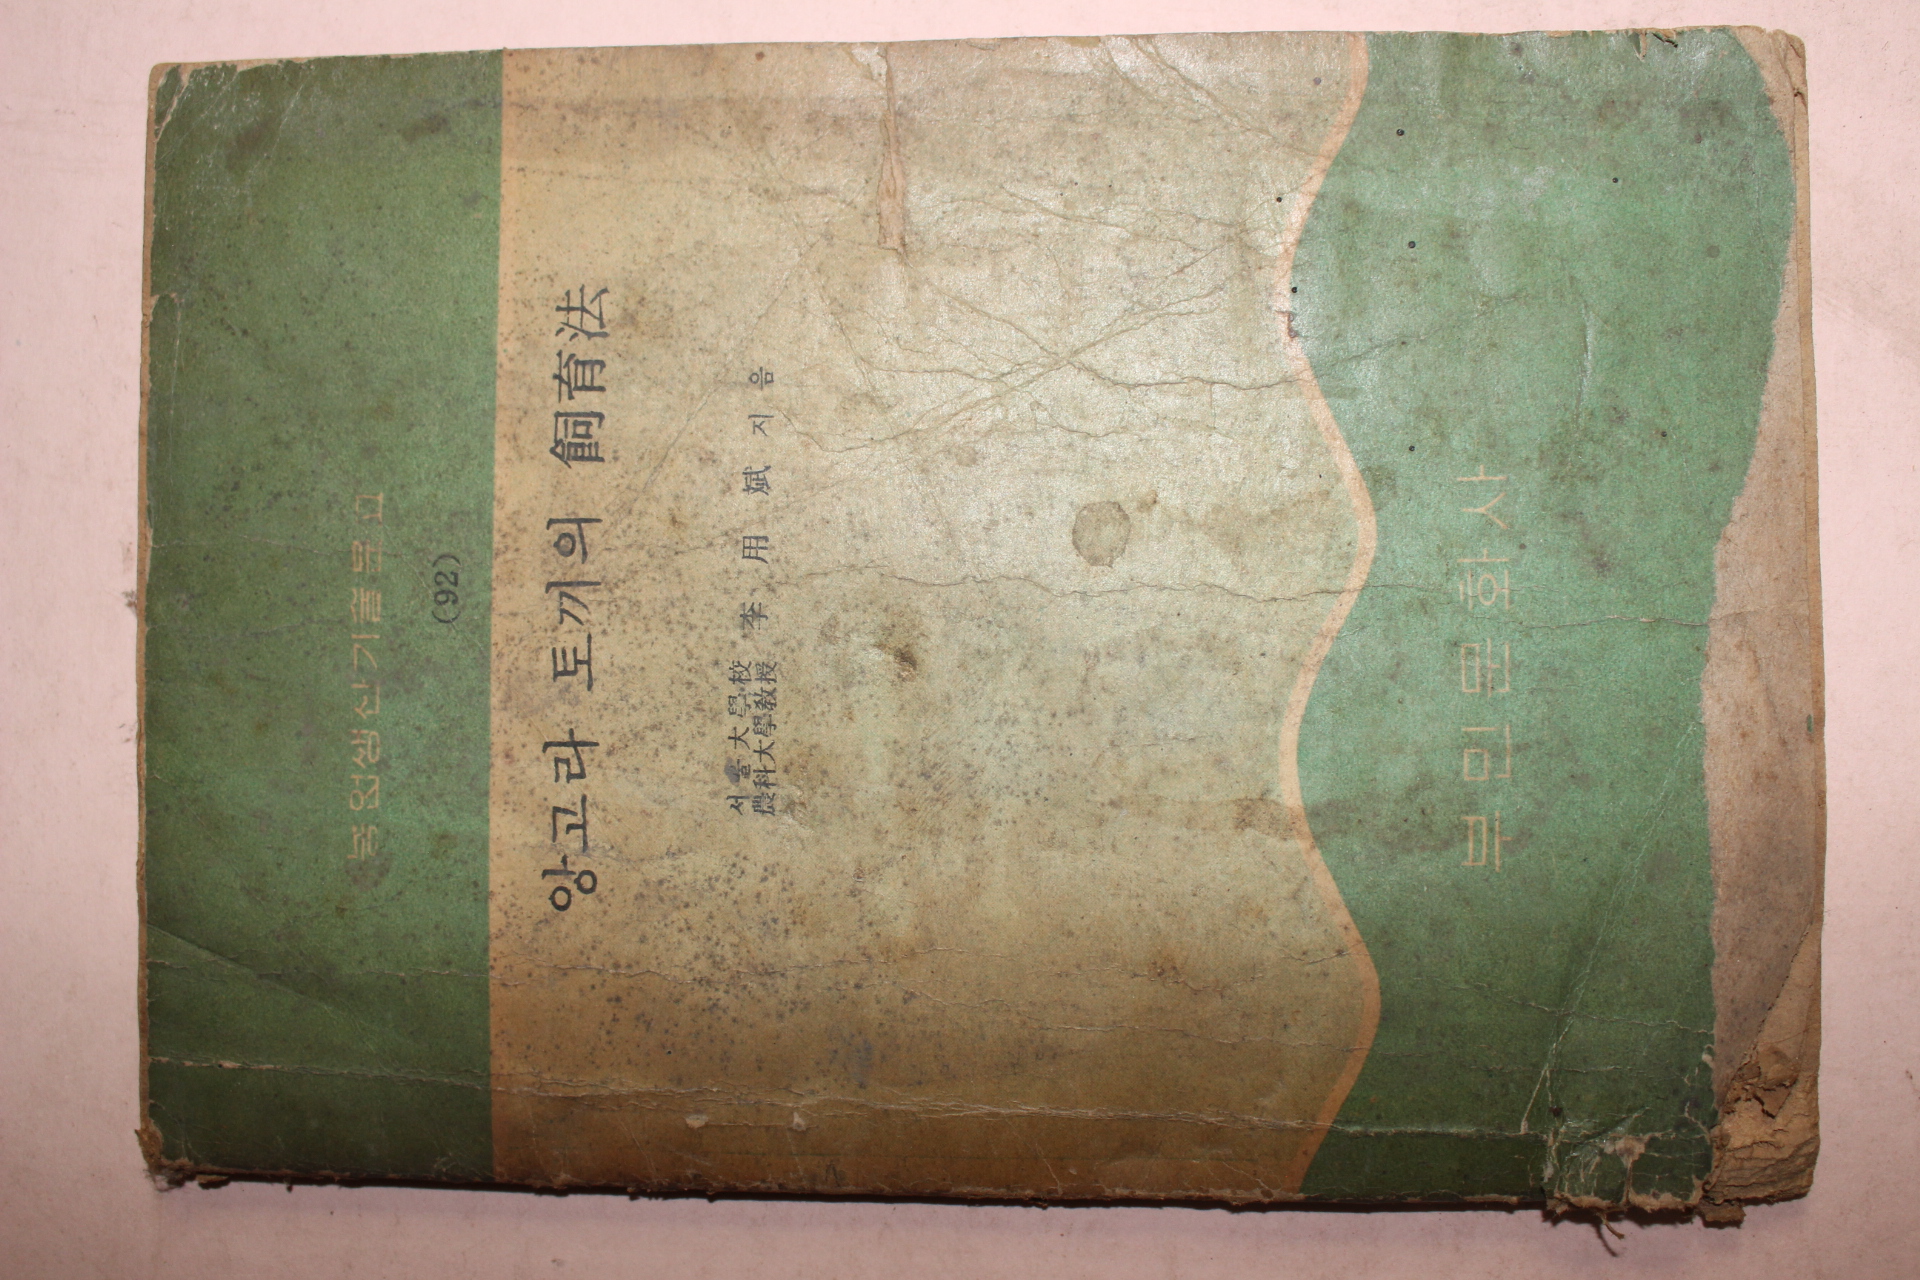 농업생산기술문고
(92)
앙고라 토끼의 飼育法
서울大學校
農科大學敎授 李用斌 지음
부민문화사